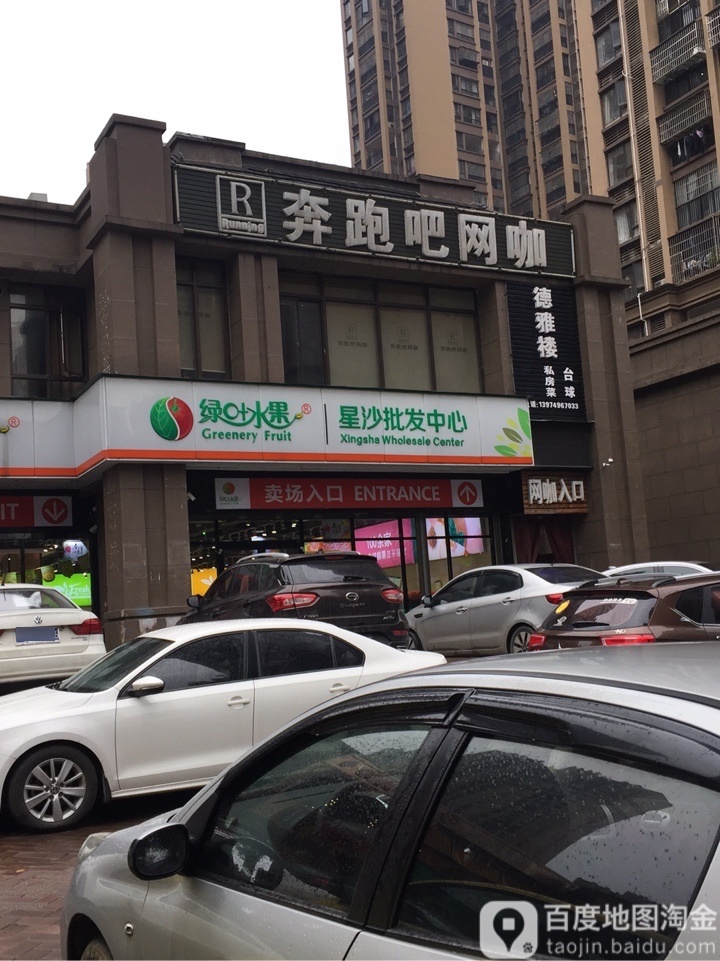 R
Running
奔跑吧网咖
德雅楼
私房菜
台球
13974967033
绿叶水果®
Greenery Fruit
星沙批发中心
Xingsha Wholesale Center
卖场入口 ENTRANCE
网咖入口
百度地图淘金
taojin.baidu.com